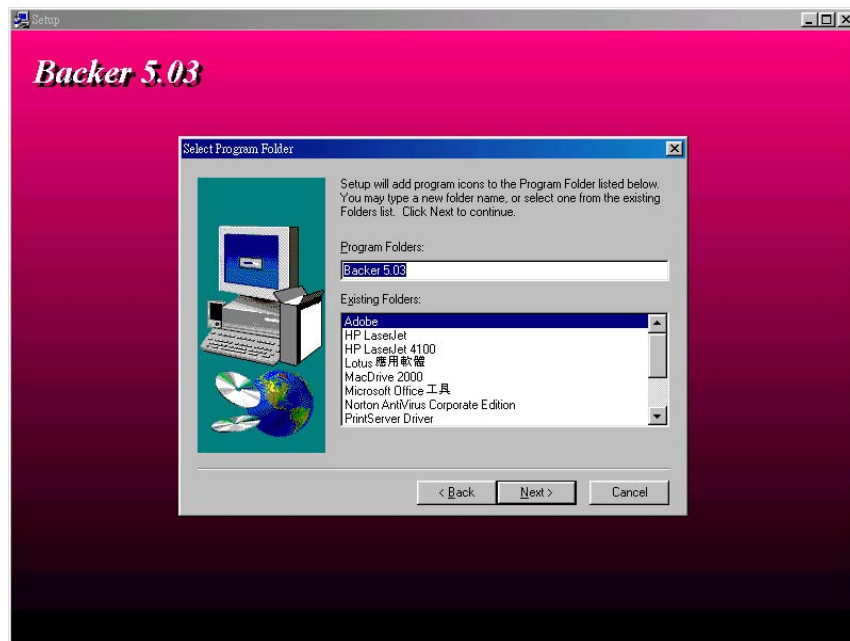 Setup
Backer 5.03
Select Program Folder
Setup will add program icons to the Program Folder listed below.
You may type a new folder name, or select one from the existing
Folders list. Click Next to continue.
Program Folders:
Backer 5.03
Existing Folders:
Adobe
HP LaserJet
HP LaserJet 4100
Lotus 應用軟體
MacDrive 2000
Microsoft Office 工具
Norton AntiVirus Corporate Edition
PrintServer Driver
< Back
Next >
Cancel